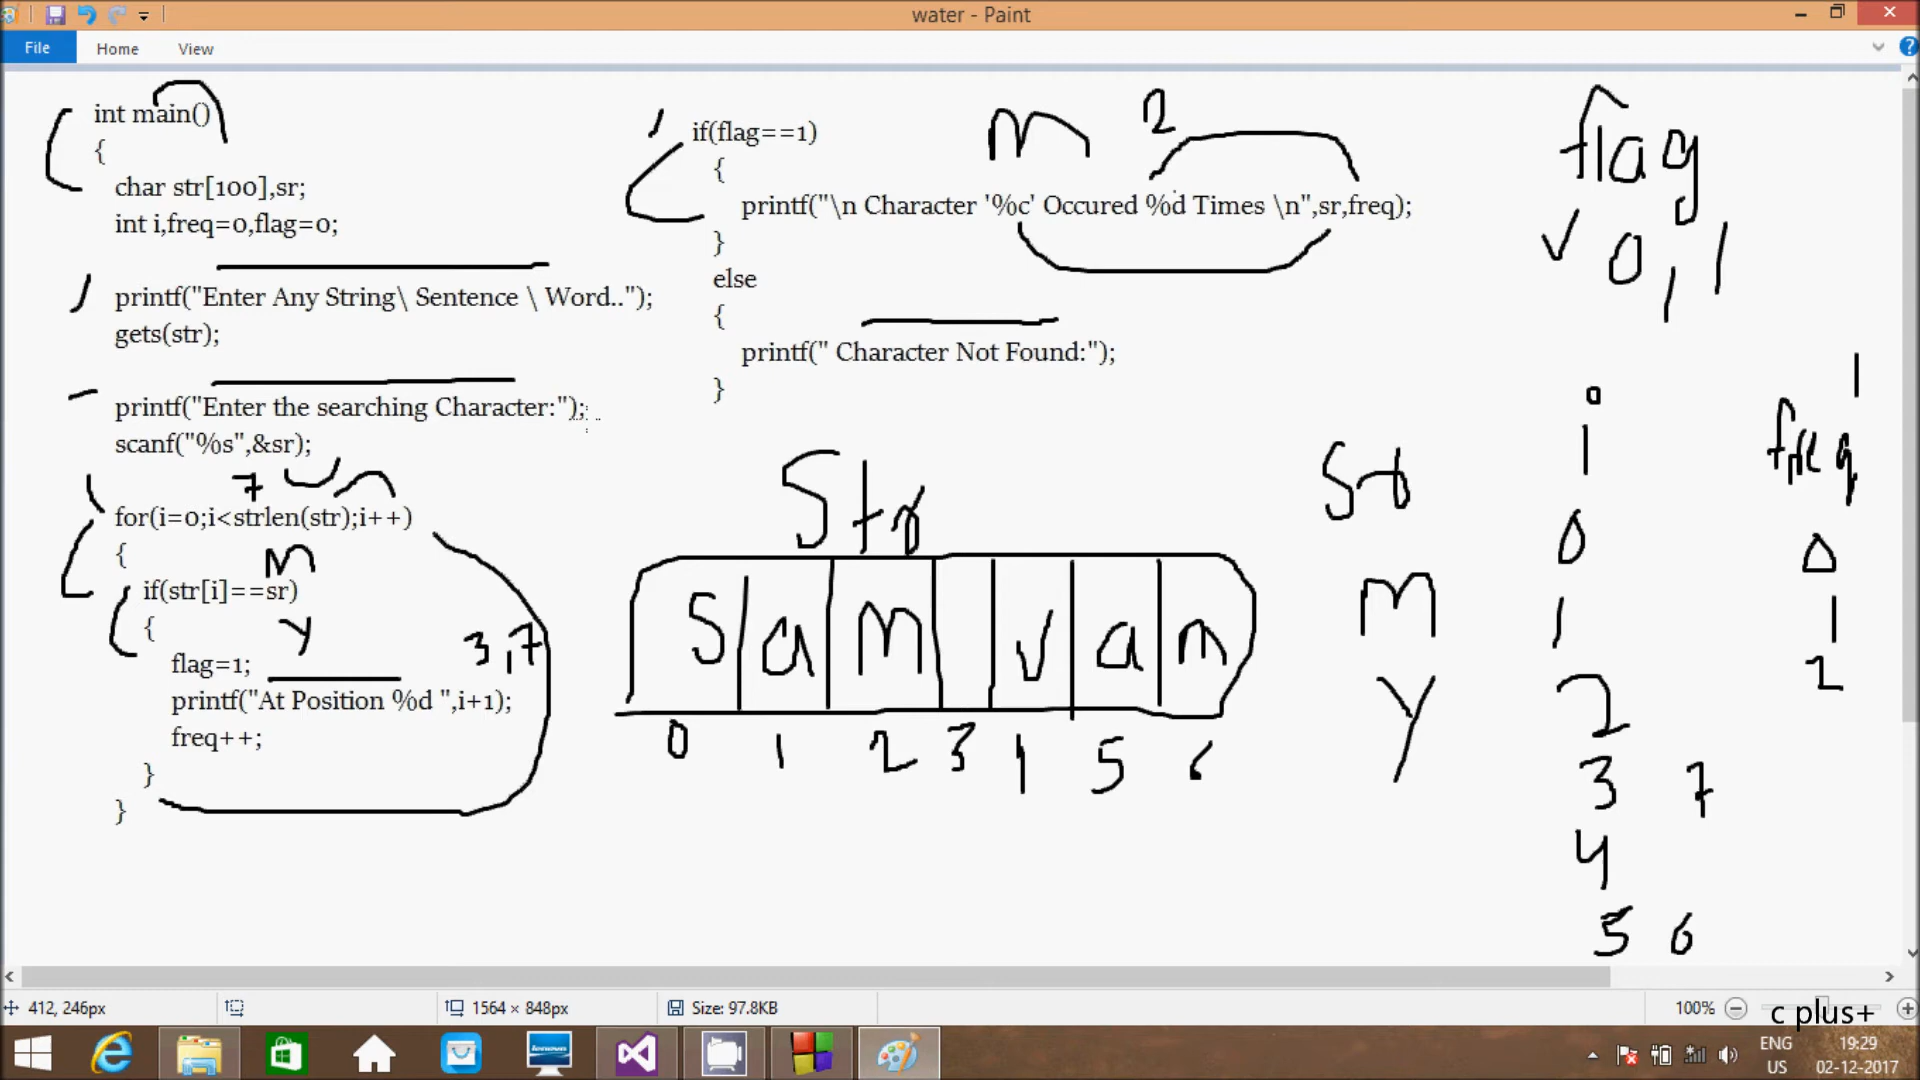 water - Paint
File Home View
int main()
{
char str[100],sr;
int i,freq=0,flag=0;
printf("Enter Any String\ Sentence \ Word..");
gets(str);
printf("Enter the searching Character:");
scanf("%s",&sr);
7
for(i=0;i<strlen(str);i++)
{
m
if(str[i]==sr)
{
y
flag=1;
3,7
printf("At Position %d ",i+1);
freq++;
}
}
m 2
if(flag==1)
{
printf("\n Character '%c' Occured %d Times \n",sr,freq);
}
else
{
printf(" Character Not Found:");
}
flag
0, 1
Str
S a m v a m
0 1 2 3 4 5 6
m
y
i
0
1
2
3 7
4
5 6
1
freq
0
1
2
412, 246px
1564 × 848px
Size: 97.8KB
100%
c plus+
ENG
US
19:29
02-12-2017